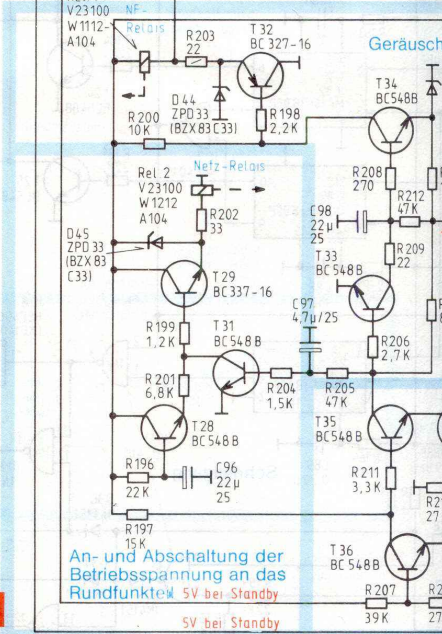 V23100
W1112-
A104
NF-
Relais
R203
22
T32
BC327-16
Geräusch
D44
ZPD33
(BZX83C33)
R198
2,2K
T34
BC548B
R200
10K
Netz-Relais
Rel.2
V23100
W1212
A104
R202
33
R208
270
R212
47K
C98
22µ
25
D45
ZPD33
(BZX83
C33)
R209
22
T33
BC548B
T29
BC337-16
C97
4,7µ/25
R199
1,2K
T31
BC548B
R206
2,7K
R201
6,8K
R204
1,5K
R205
47K
T28
BC548B
T35
BC548B
R196
22K
C96
22µ
25
R211
3,3K
R197
15K
An- und Abschaltung der
Betriebsspannung an das
Rundfunkteil
T36
BC548B
5V bei Standby
R207
39K
27
5V bei Standby